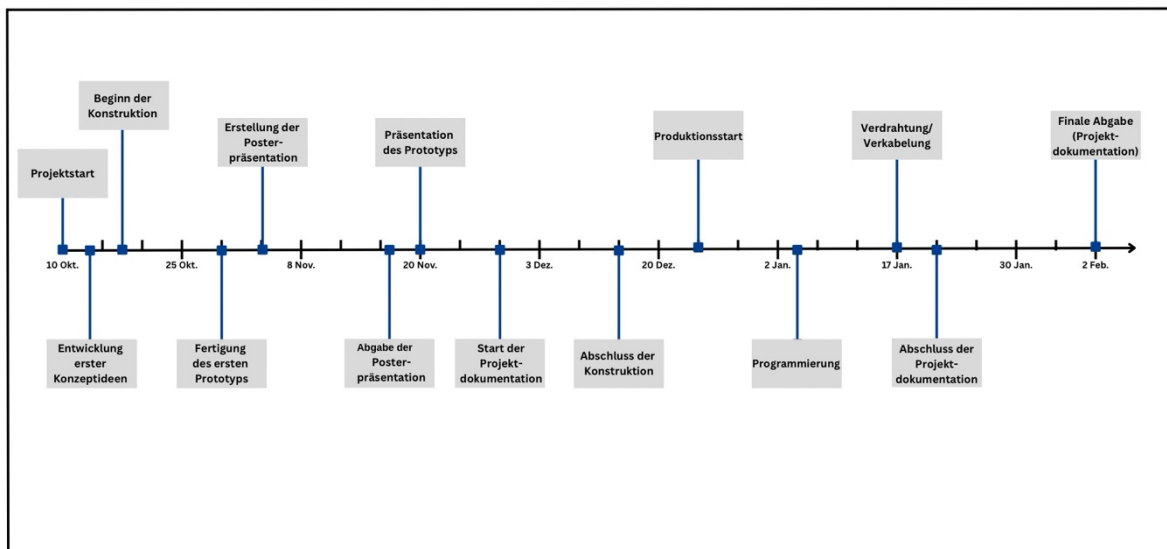 Beginn der
Konstruktion
Projektstart
Erstellung der
Poster-
präsentation
Präsentation
des Prototyps
Produktionsstart
Verdrahtung/
Verkabelung
Finale Abgabe
(Projekt-
dokumentation)
10 Okt.
25 Okt.
8 Nov.
20 Nov.
3 Dez.
20 Dez.
2 Jan.
17 Jan.
30 Jan.
2 Feb.
Entwicklung
erster
Konzeptideen
Fertigung
des ersten
Prototyps
Abgabe der
Poster-
präsentation
Start der
Projekt-
dokumentation
Abschluss der
Konstruktion
Programmierung
Abschluss der
Projekt-
dokumentation